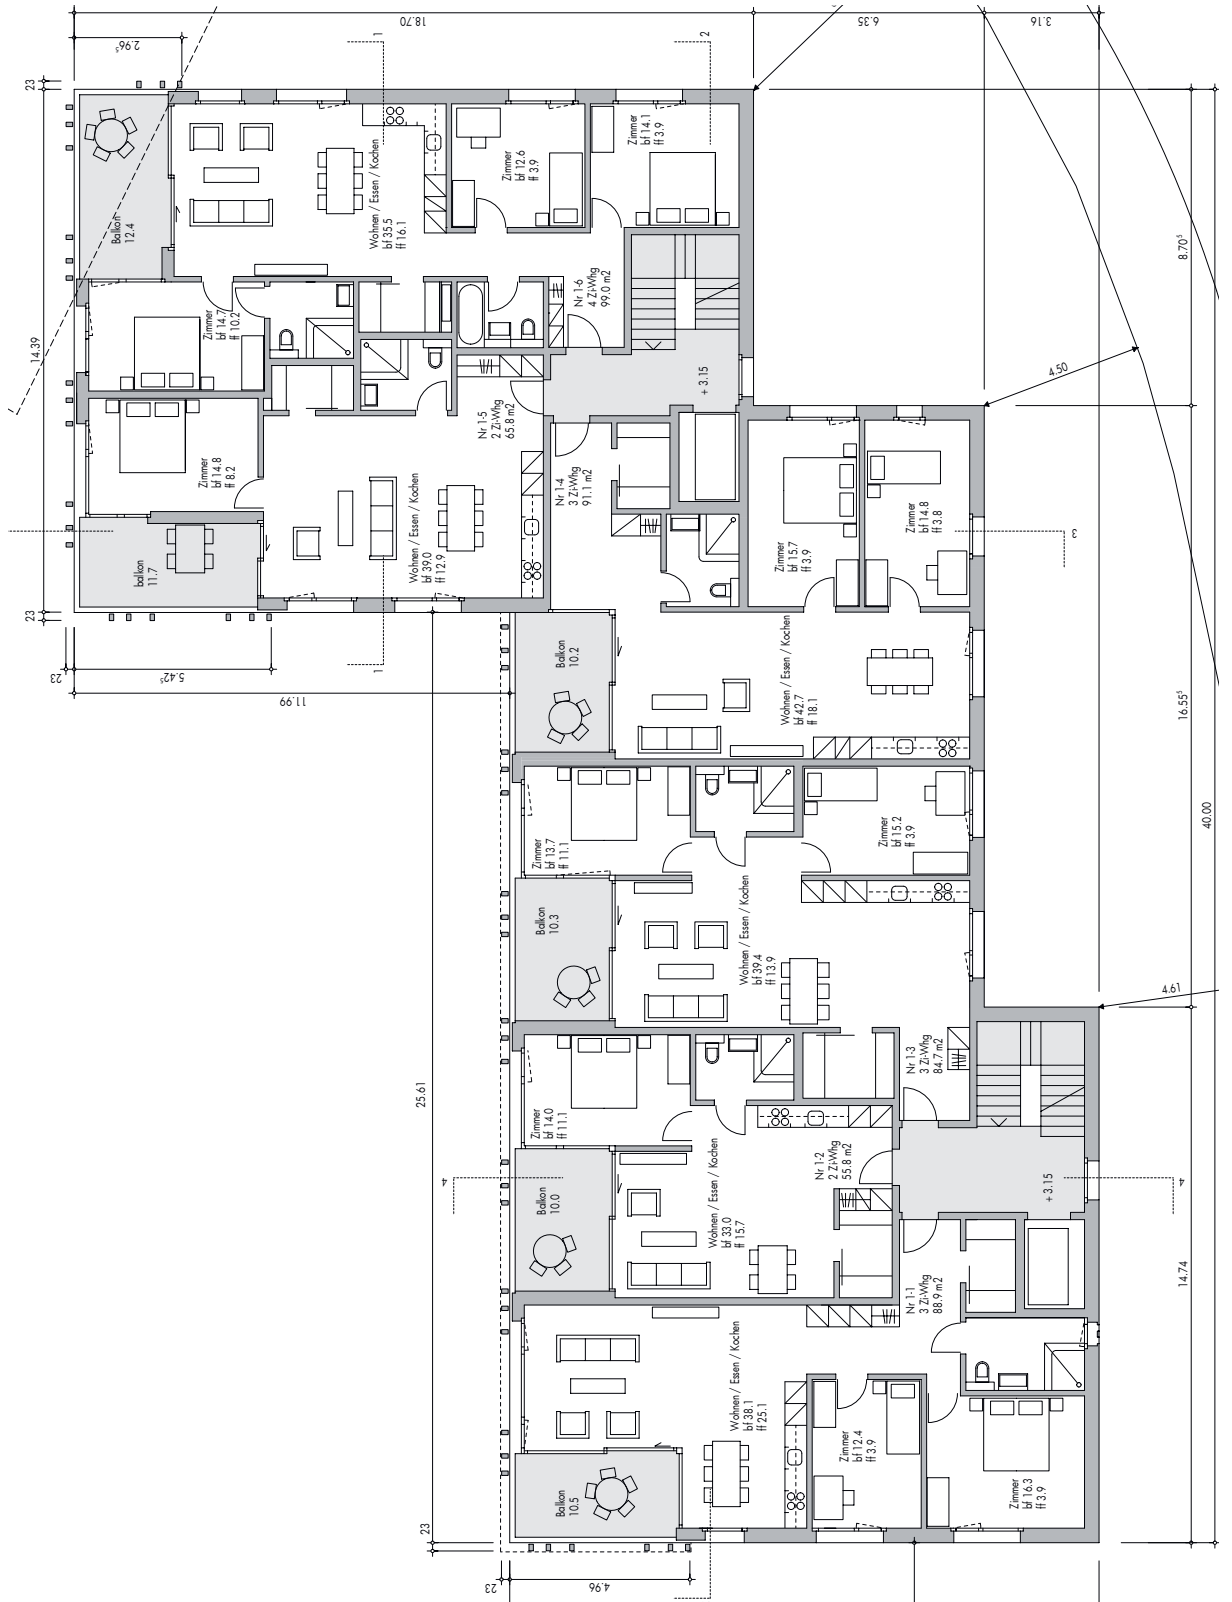 18.70
6.35
3.16
2.96⁵
1
2
23
14.39
23
Balkon
12.4
Wohnen / Essen / Kochen
bf 35.5
ff 16.1
Zimmer
bf 12.6
ff 3.9
Zimmer
bf 14.1
ff 3.9
Zimmer
bf 14.7
ff 10.2
Nr 1-6
4 Zi-Whg
99.0 m2
8.70⁵
4.50
+ 3.15
Nr 1-5
2 Zi-Whg
65.8 m2
Zimmer
bf 14.8
ff 8.2
balkon
11.7
Wohnen / Essen / Kochen
bf 39.0
ff 12.9
Nr 1-4
3 Zi-Whg
91.1 m2
Zimmer
bf 15.7
ff 3.9
Zimmer
bf 14.8
ff 3.8
3
23
5.42⁵
1
11.99
Balkon
10.2
Wohnen / Essen / Kochen
bf 42.7
ff 18.1
16.55⁵
40.00
Zimmer
bf 13.7
ff 11.1
Zimmer
bf 15.2
ff 3.9
Balkon
10.3
Wohnen / Essen / Kochen
bf 39.4
ff 13.9
4.61
25.61
Zimmer
bf 14.0
ff 11.1
Nr 1-3
3 Zi-Whg
84.7 m2
Nr 1-2
2 Zi-Whg
55.8 m2
4
Balkon
10.0
Wohnen / Essen / Kochen
bf 33.0
ff 15.7
+ 3.15
4
14.74
Nr 1-1
3 Zi-Whg
88.9 m2
Wohnen / Essen / Kochen
bf 38.1
ff 25.1
Balkon
10.5
Zimmer
bf 12.4
ff 3.9
Zimmer
bf 16.3
ff 3.9
23
23
4.96